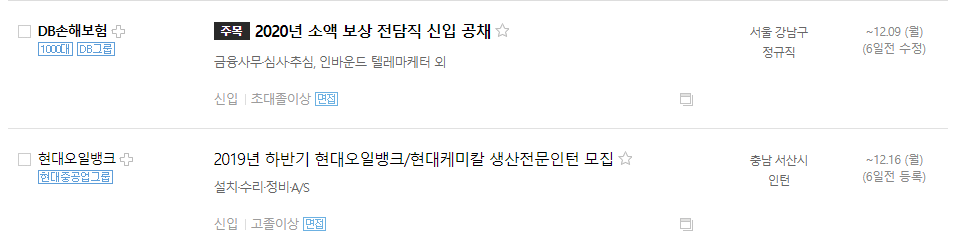 DB손해보험
1000대 DB그룹
주목 2020년 소액 보상 전담직 신입 공채
금융사무·심사·추심, 인바운드 텔레마케터 외
신입 | 초대졸이상 면접
서울 강남구
정규직
~12.09 (월)
(6일전 수정)
현대오일뱅크
현대중공업그룹
2019년 하반기 현대오일뱅크/현대케미칼 생산전문인턴 모집
설치·수리·정비·A/S
신입 | 고졸이상 면접
충남 서산시
인턴
~12.16 (월)
(6일전 등록)